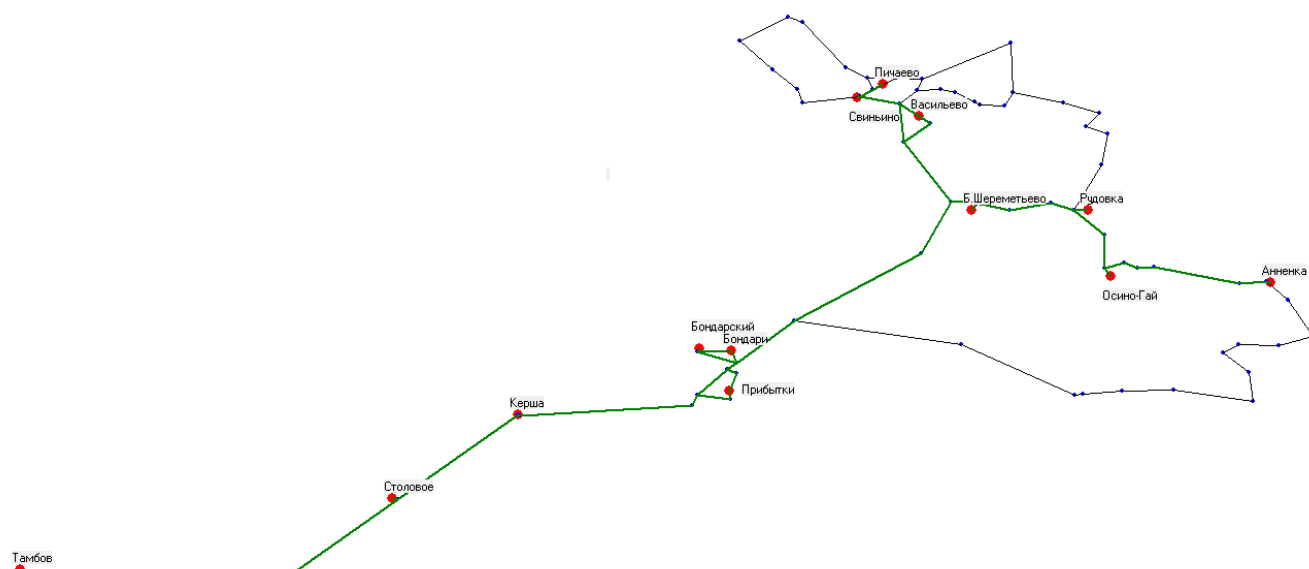 Пичаево
Свиньино
Васильево
Б.Шереметьево
Рудовка
Анненка
Осино-Гай
Бондарский
Бондари
Прибытки
Керша
Столовое
Тамбов